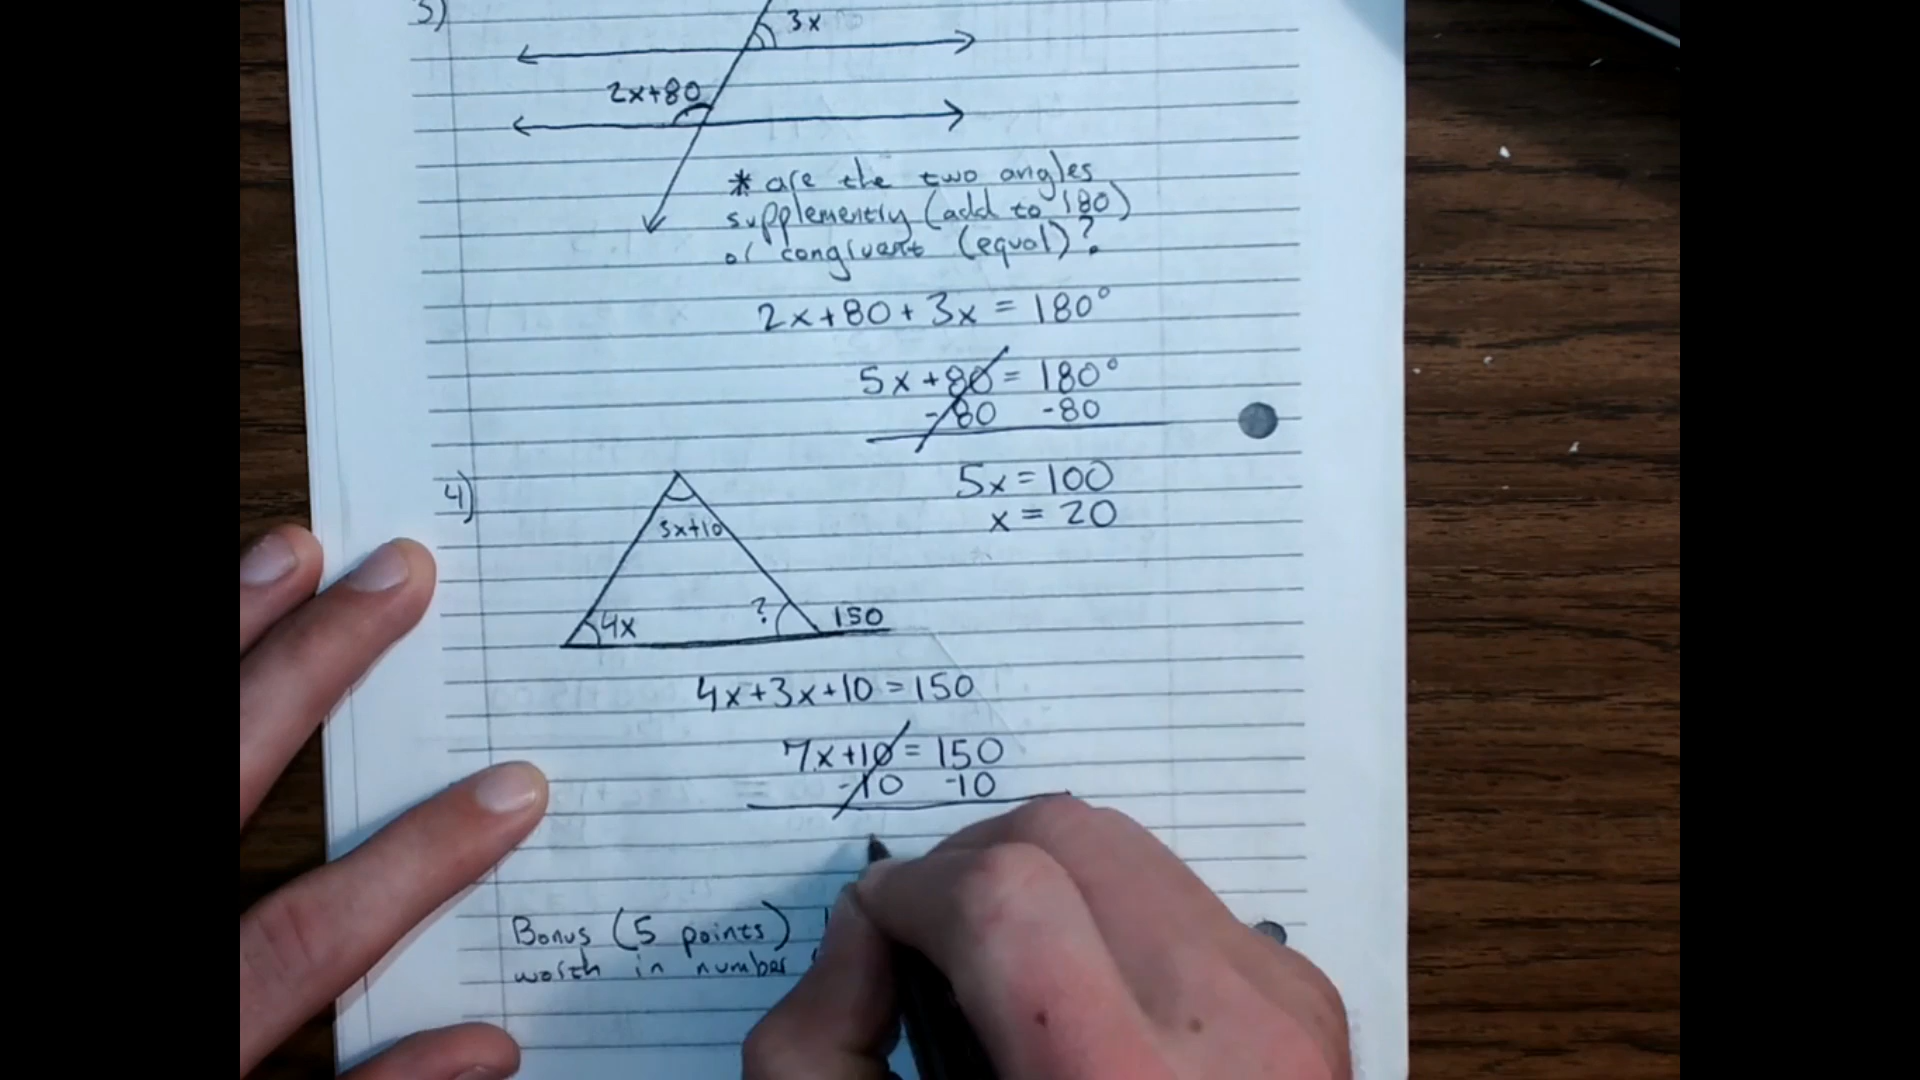 3)
3x
2x+80
* are the two angles
supplementry (add to 180)
or congruent (equal)?
2x+80+3x = 180°
5x+80 = 180°
-80 -80
5x = 100
x = 20
4)
3x+10
4x
?
150
4x+3x+10 = 150
7x+10 = 150
-10 -10
Bonus (5 points)
worth in number